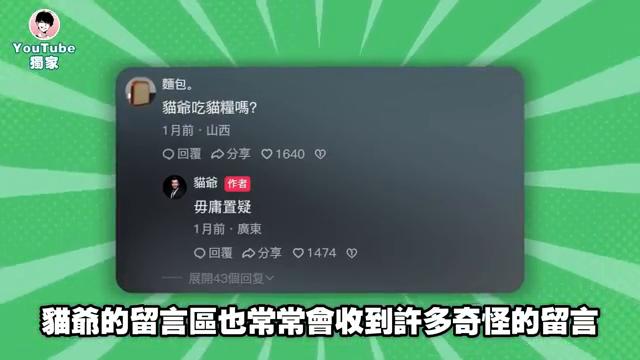 YouTube
獨家
麵包。
貓爺吃貓糧嗎?
1月前·山西
回覆 分享 1640
貓爺 作者
毋庸置疑
1月前·廣東
回覆 分享 1474
展開43個回复
貓爺的留言區也常常會收到許多奇怪的留言